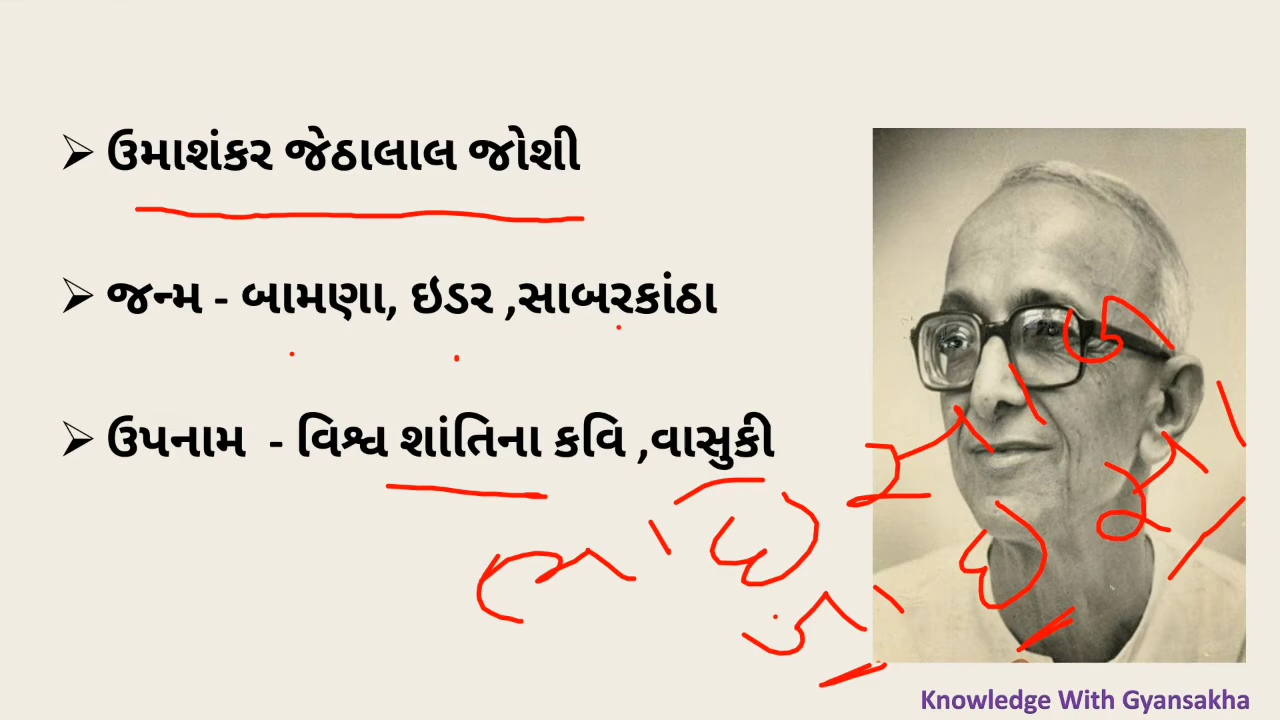 ઉમાશંકર જેઠાલાલ જોશી
જન્મ - બામણા, ઇડર ,સાબરકાંઠા
ઉપનામ - વિશ્વ શાંતિના કવિ ,વાસુકી
Knowledge With Gyansakha